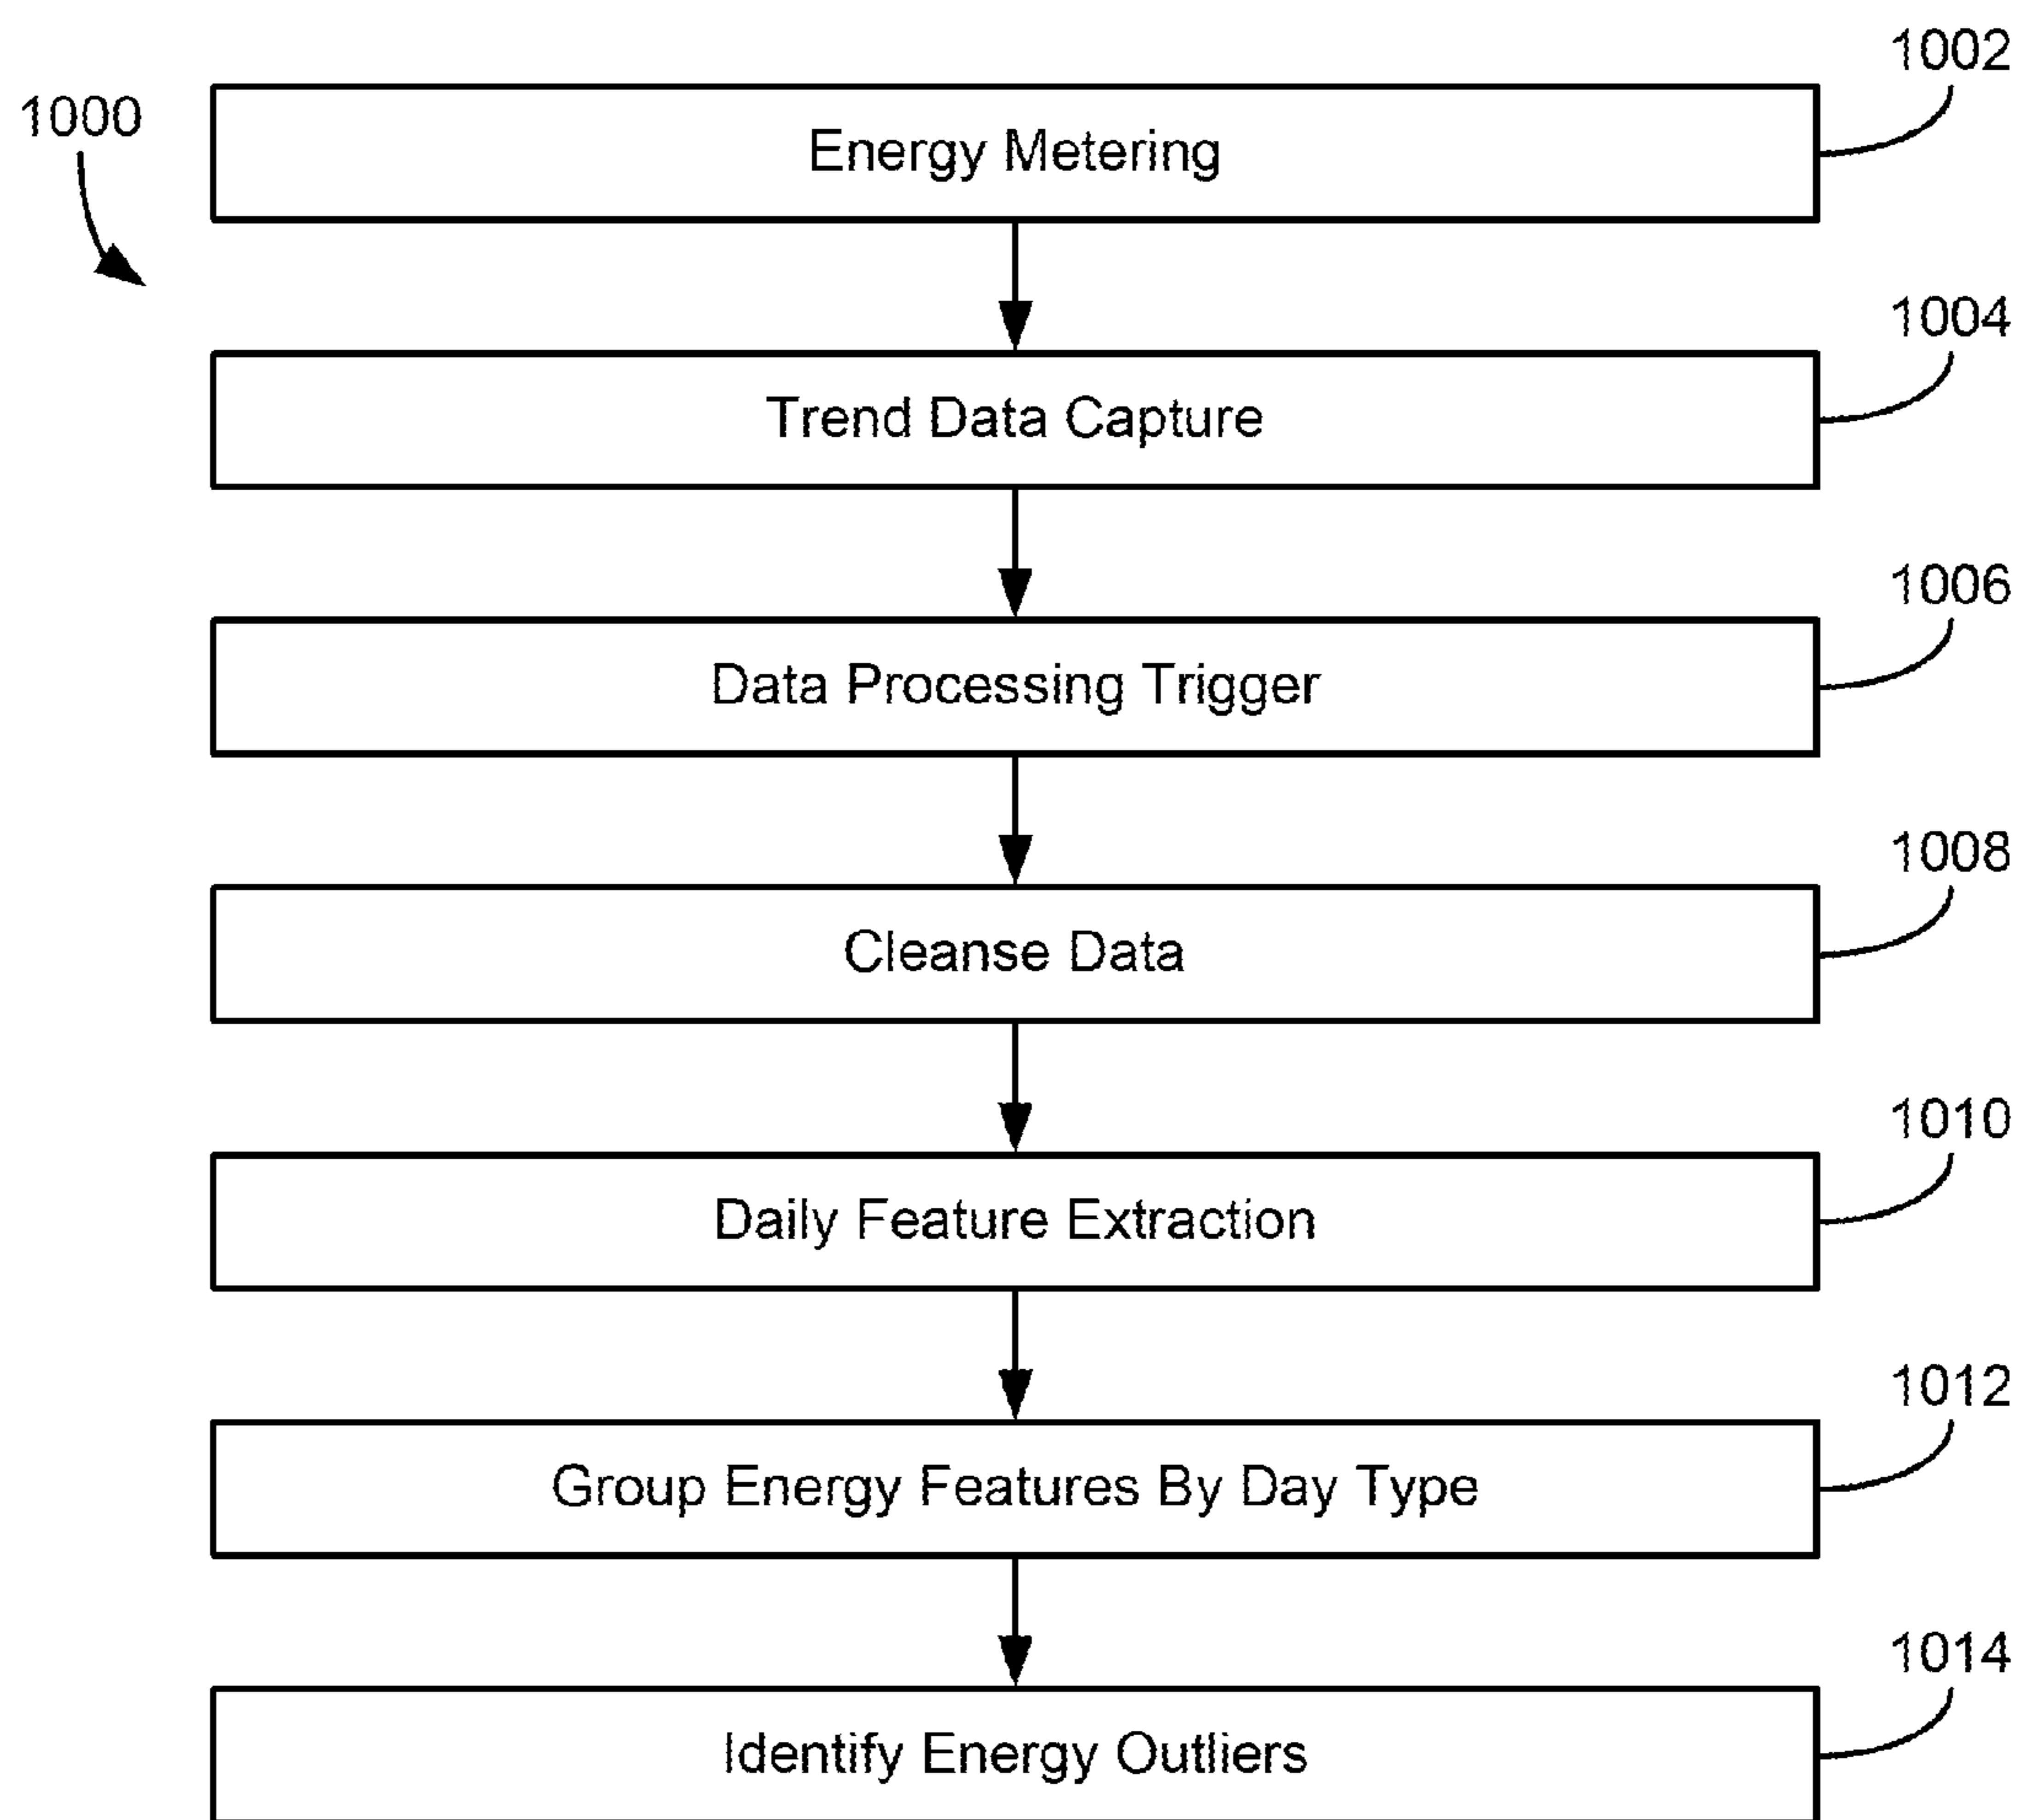 1002
1000
Energy Metering
1004
Trend Data Capture
1006
Data Processing Trigger
1008
Cleanse Data
1010
Daily Feature Extraction
1012
Group Energy Features By Day Type
1014
Identify Energy Outliers